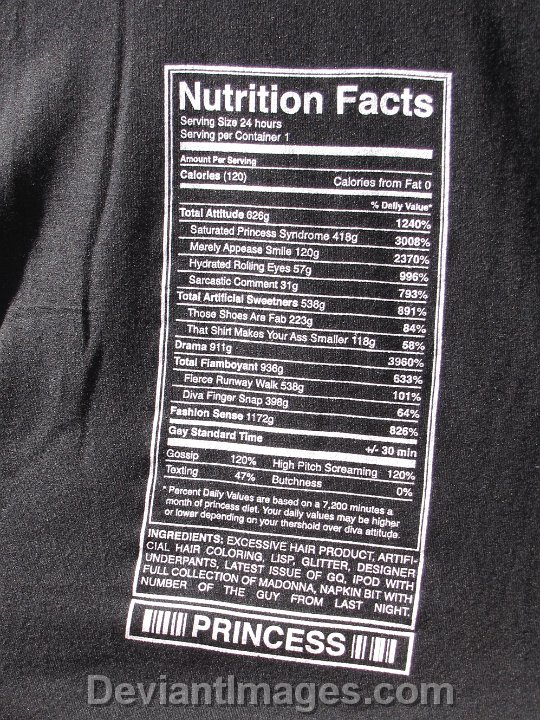 Nutrition Facts
Serving Size 24 hours
Serving per Container 1
Amount Per Serving
Calories (120) Calories from Fat 0
% Daily Value*
Total Attitude 626g 1240%
Saturated Princess Syndrome 418g 3008%
Merely Appease Smile 120g 2370%
Hydrated Rolling Eyes 57g 996%
Sarcastic Comment 31g 793%
Total Artificial Sweetners 538g 891%
Those Shoes Are Fab 223g 84%
That Shirt Makes Your Ass Smaller 118g 58%
Drama 911g 3960%
Total Flamboyant 936g 633%
Fierce Runway Walk 538g 101%
Diva Finger Snap 398g 64%
Fashion Sense 1172g 826%
Gay Standard Time +/- 30 min
Gossip 120% High Pitch Screaming 120%
Texting 47% Butchness 0%
* Percent Daily Values are based on a 7,200 minutes a
month of princess diet. Your daily values may be higher
or lower depending on your thershold over diva attitude.
INGREDIENTS: EXCESSIVE HAIR PRODUCT, ARTIFI-
CIAL HAIR COLORING, LISP, GLITTER, DESIGNER
UNDERPANTS, LATEST ISSUE OF GQ, IPOD WITH
FULL COLLECTION OF MADONNA, NAPKIN BIT WITH
NUMBER OF THE GUY FROM LAST NIGHT.
PRINCESS
DeviantImages.com